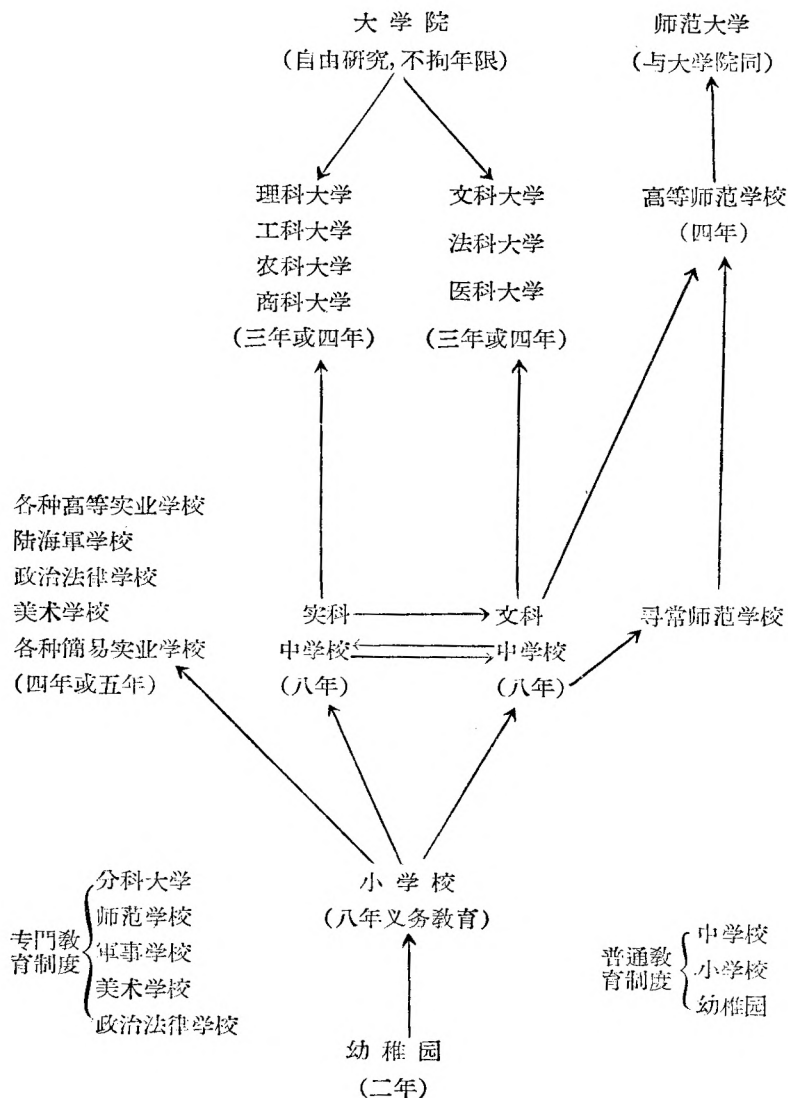 大学院
(自由研究,不拘年限)
师范大学
(与大学院同)
理科大学
工科大学
农科大学
商科大学
(三年或四年)
文科大学
法科大学
医科大学
(三年或四年)
高等师范学校
(四年)
各种高等实业学校
陆海軍学校
政治法律学校
美术学校
各种簡易实业学校
(四年或五年)
实科
中学校
(八年)
文科
中学校
(八年)
寻常师范学校
小学校
(八年义务教育)
专門教
育制度
分科大学
师范学校
军事学校
美术学校
政治法律学校
普通教
育制度
中学校
小学校
幼稚园
幼稚园
(二年)